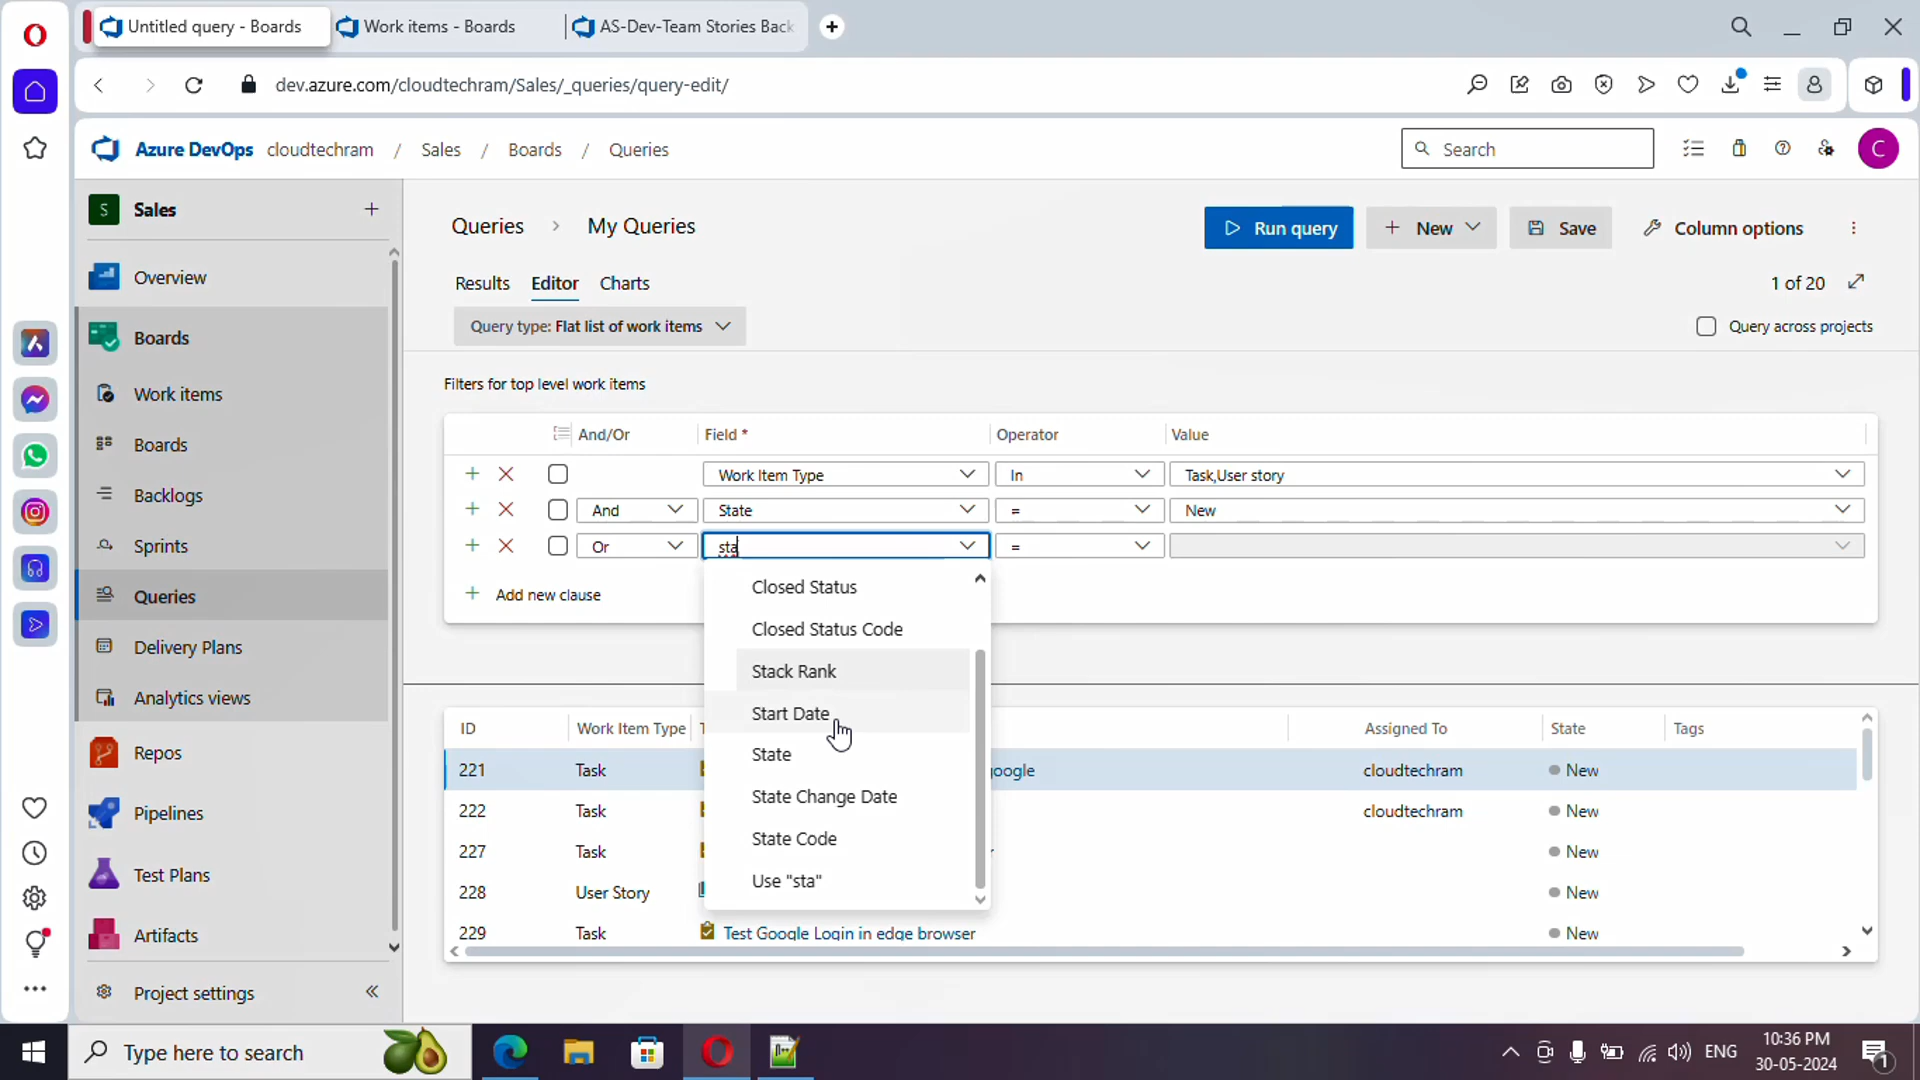 Untitled query - Boards
Work items - Boards
AS-Dev-Team Stories Back
dev.azure.com/cloudtechram/Sales/_queries/query-edit/
Azure DevOps cloudtechram / Sales / Boards / Queries
Search
C
S Sales
Overview
Boards
Work items
Boards
Backlogs
Sprints
Queries
Delivery Plans
Analytics views
Repos
Pipelines
Test Plans
Artifacts
Project settings
Queries > My Queries
Run query
New
Save
Column options
Results Editor Charts
1 of 20
Query type: Flat list of work items
Query across projects
Filters for top level work items
And/Or Field * Operator Value
Work Item Type In Task,User story
And State = New
Or sta =
Add new clause
Closed Status
Closed Status Code
Stack Rank
Start Date
State
State Change Date
State Code
Use "sta"
ID Work Item Type Assigned To State Tags
221 Task cloudtechram New
222 Task cloudtechram New
227 Task New
228 User Story New
229 Task Test Google Login in edge browser New
Type here to search
ENG
10:36 PM
30-05-2024
1